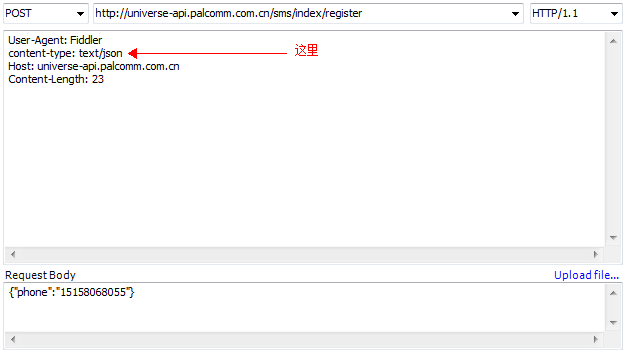 POST http://universe-api.palcomm.com.cn/sms/index/register HTTP/1.1
User-Agent: Fiddler
content-type: text/json 这里
Host: universe-api.palcomm.com.cn
Content-Length: 23
Request Body Upload file...
{"phone":"15158068055"}